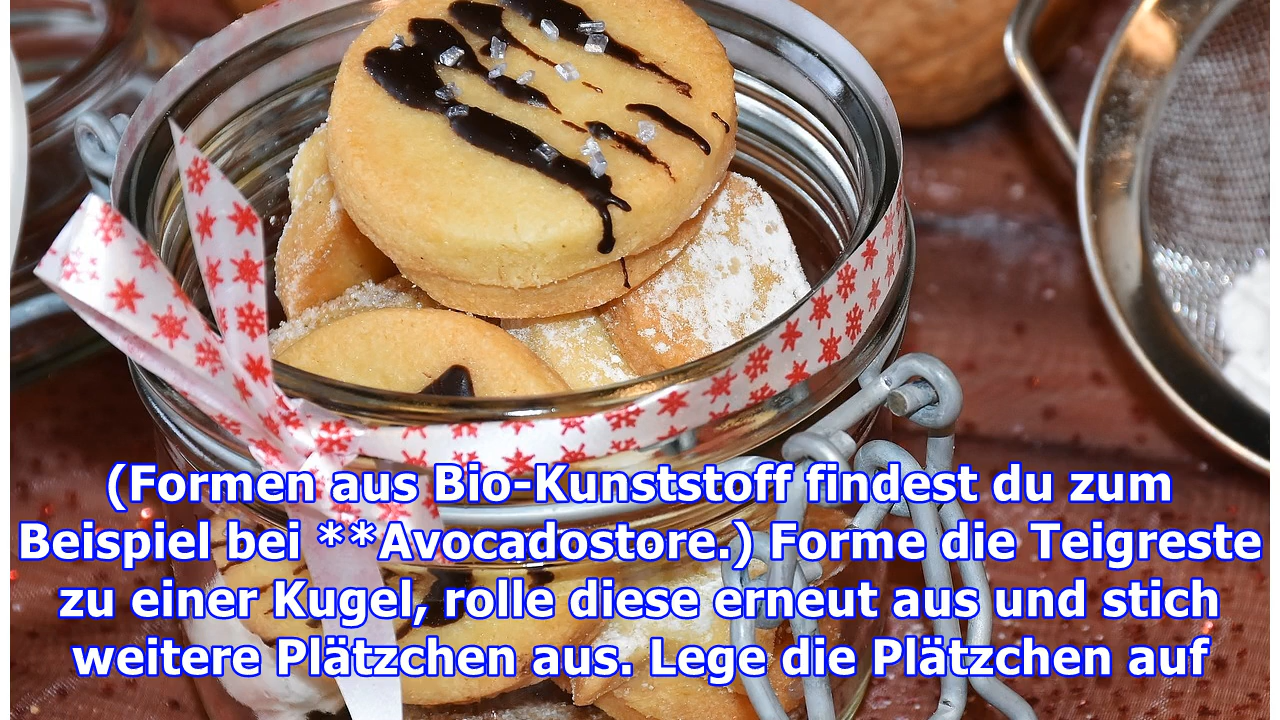 (Formen aus Bio-Kunststoff findest du zum
Beispiel bei **Avocadostore.) Forme die Teigreste
zu einer Kugel, rolle diese erneut aus und stich
weitere Plätzchen aus. Lege die Plätzchen auf